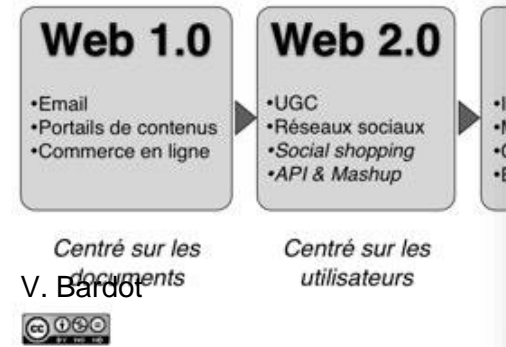 Web 1.0
•Email
•Portails de contenus
•Commerce en ligne
Centré sur les
documents
Web 2.0
•UGC
•Réseaux sociaux
•Social shopping
•API & Mashup
Centré sur les
utilisateurs
V. Bardot
cc